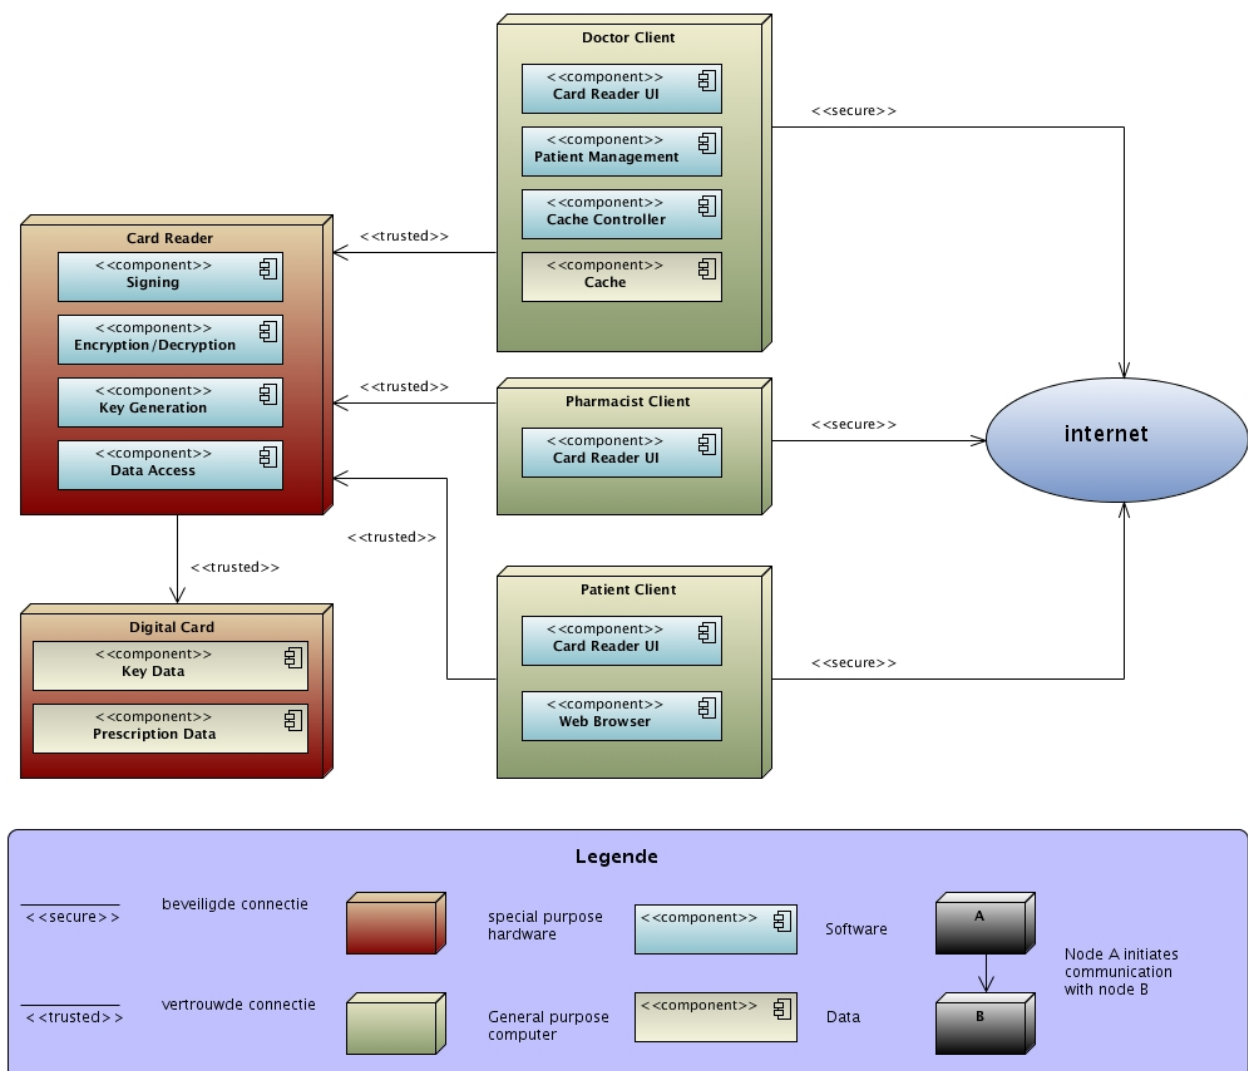 Doctor Client
<<component>>
Card Reader UI
<<component>>
Patient Management
<<component>>
Cache Controller
<<component>>
Cache
<<secure>>
<<trusted>>
Card Reader
<<component>>
Signing
<<component>>
Encryption/Decryption
<<component>>
Key Generation
<<component>>
Data Access
<<trusted>>
Pharmacist Client
<<component>>
Card Reader UI
<<secure>>
internet
<<trusted>>
<<trusted>>
Digital Card
<<component>>
Key Data
<<component>>
Prescription Data
Patient Client
<<component>>
Card Reader UI
<<component>>
Web Browser
<<secure>>
Legende
<<secure>>
beveiligde connectie
special purpose
hardware
<<component>>
Software
A
Node A initiates
communication
with node B
<<trusted>>
vertrouwde connectie
General purpose
computer
<<component>>
Data
B